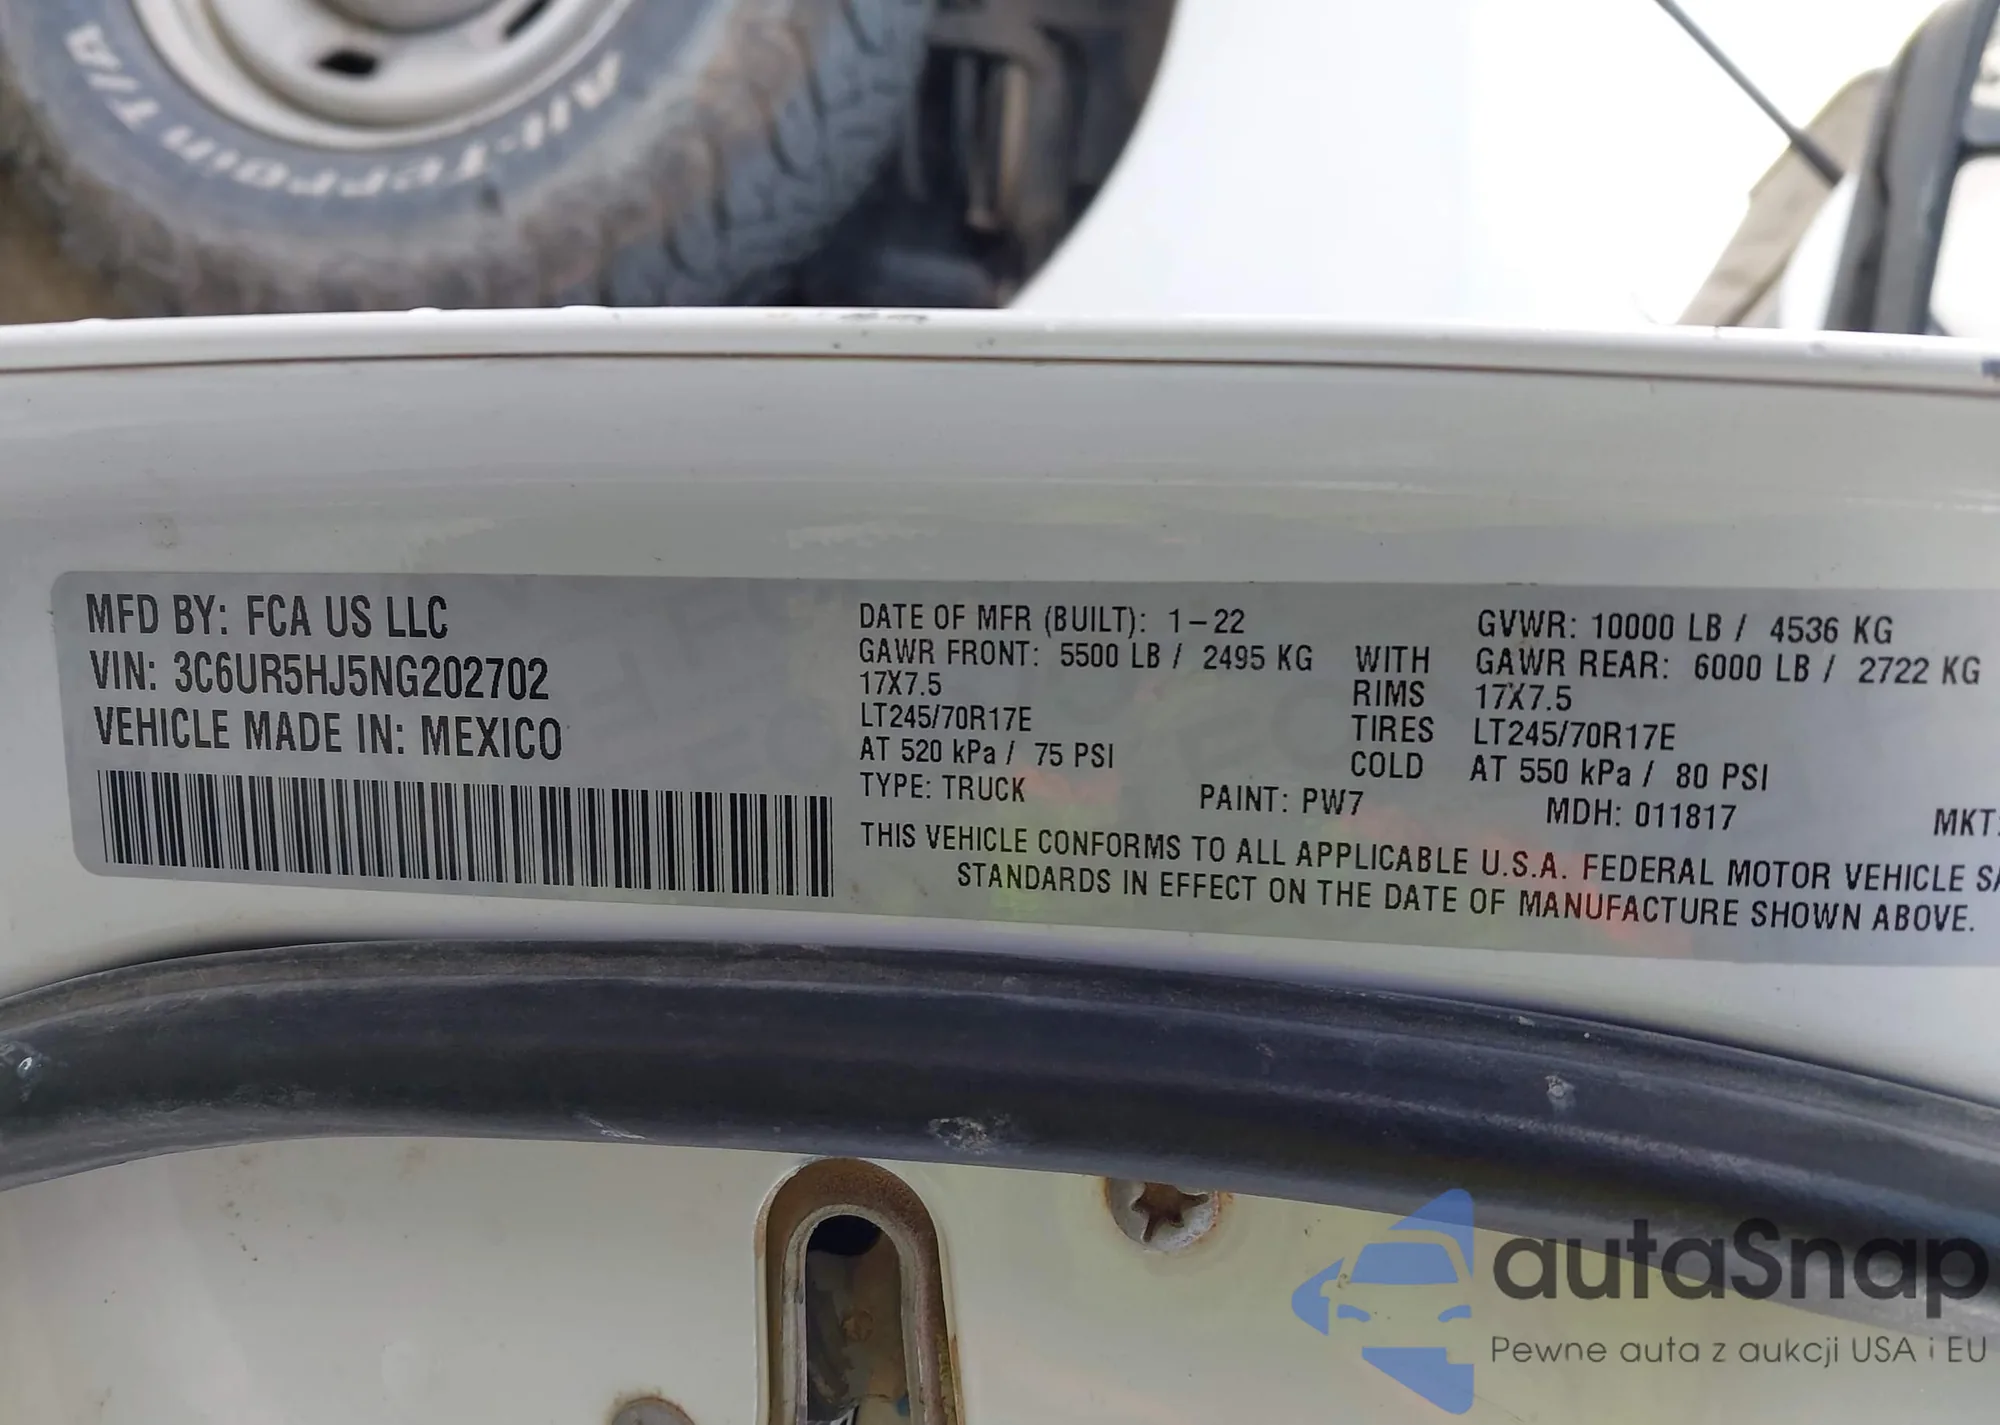 All-Terrain T/A
MFD BY: FCA US LLC
VIN: 3C6UR5HJ5NG202702
VEHICLE MADE IN: MEXICO
DATE OF MFR (BUILT): 1-22 GVWR: 10000 LB / 4536 KG
GAWR FRONT: 5500 LB / 2495 KG WITH GAWR REAR: 6000 LB / 2722 KG
17X7.5 RIMS 17X7.5
LT245/70R17E TIRES LT245/70R17E
AT 520 kPa / 75 PSI COLD AT 550 kPa / 80 PSI
TYPE: TRUCK PAINT: PW7 MDH: 011817 MKT:
THIS VEHICLE CONFORMS TO ALL APPLICABLE U.S.A. FEDERAL MOTOR VEHICLE SA
STANDARDS IN EFFECT ON THE DATE OF MANUFACTURE SHOWN ABOVE.
autaSnap
Pewne auta z aukcji USA i EU